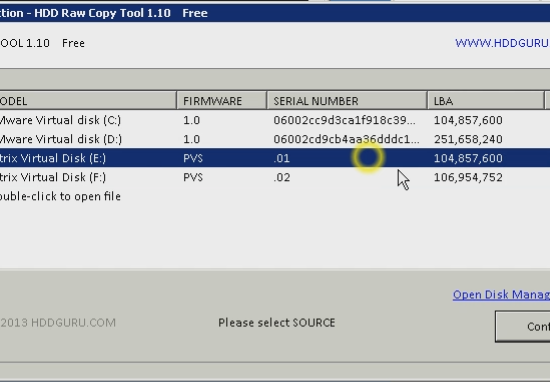 ction - HDD Raw Copy Tool 1.10 Free
OOL 1.10 Free WWW.HDDGURU
ODEL FIRMWARE SERIAL NUMBER LBA
Mware Virtual disk (C:) 1.0 06002cc9d3ca1f918c39... 104,857,600
Mware Virtual disk (D:) 1.0 06002cd9cb4aa36dddc1... 251,658,240
trix Virtual Disk (E:) PVS .01 104,857,600
trix Virtual Disk (F:) PVS .02 106,954,752
ouble-click to open file
Open Disk Manag
2013 HDDGURU.COM Please select SOURCE Conf